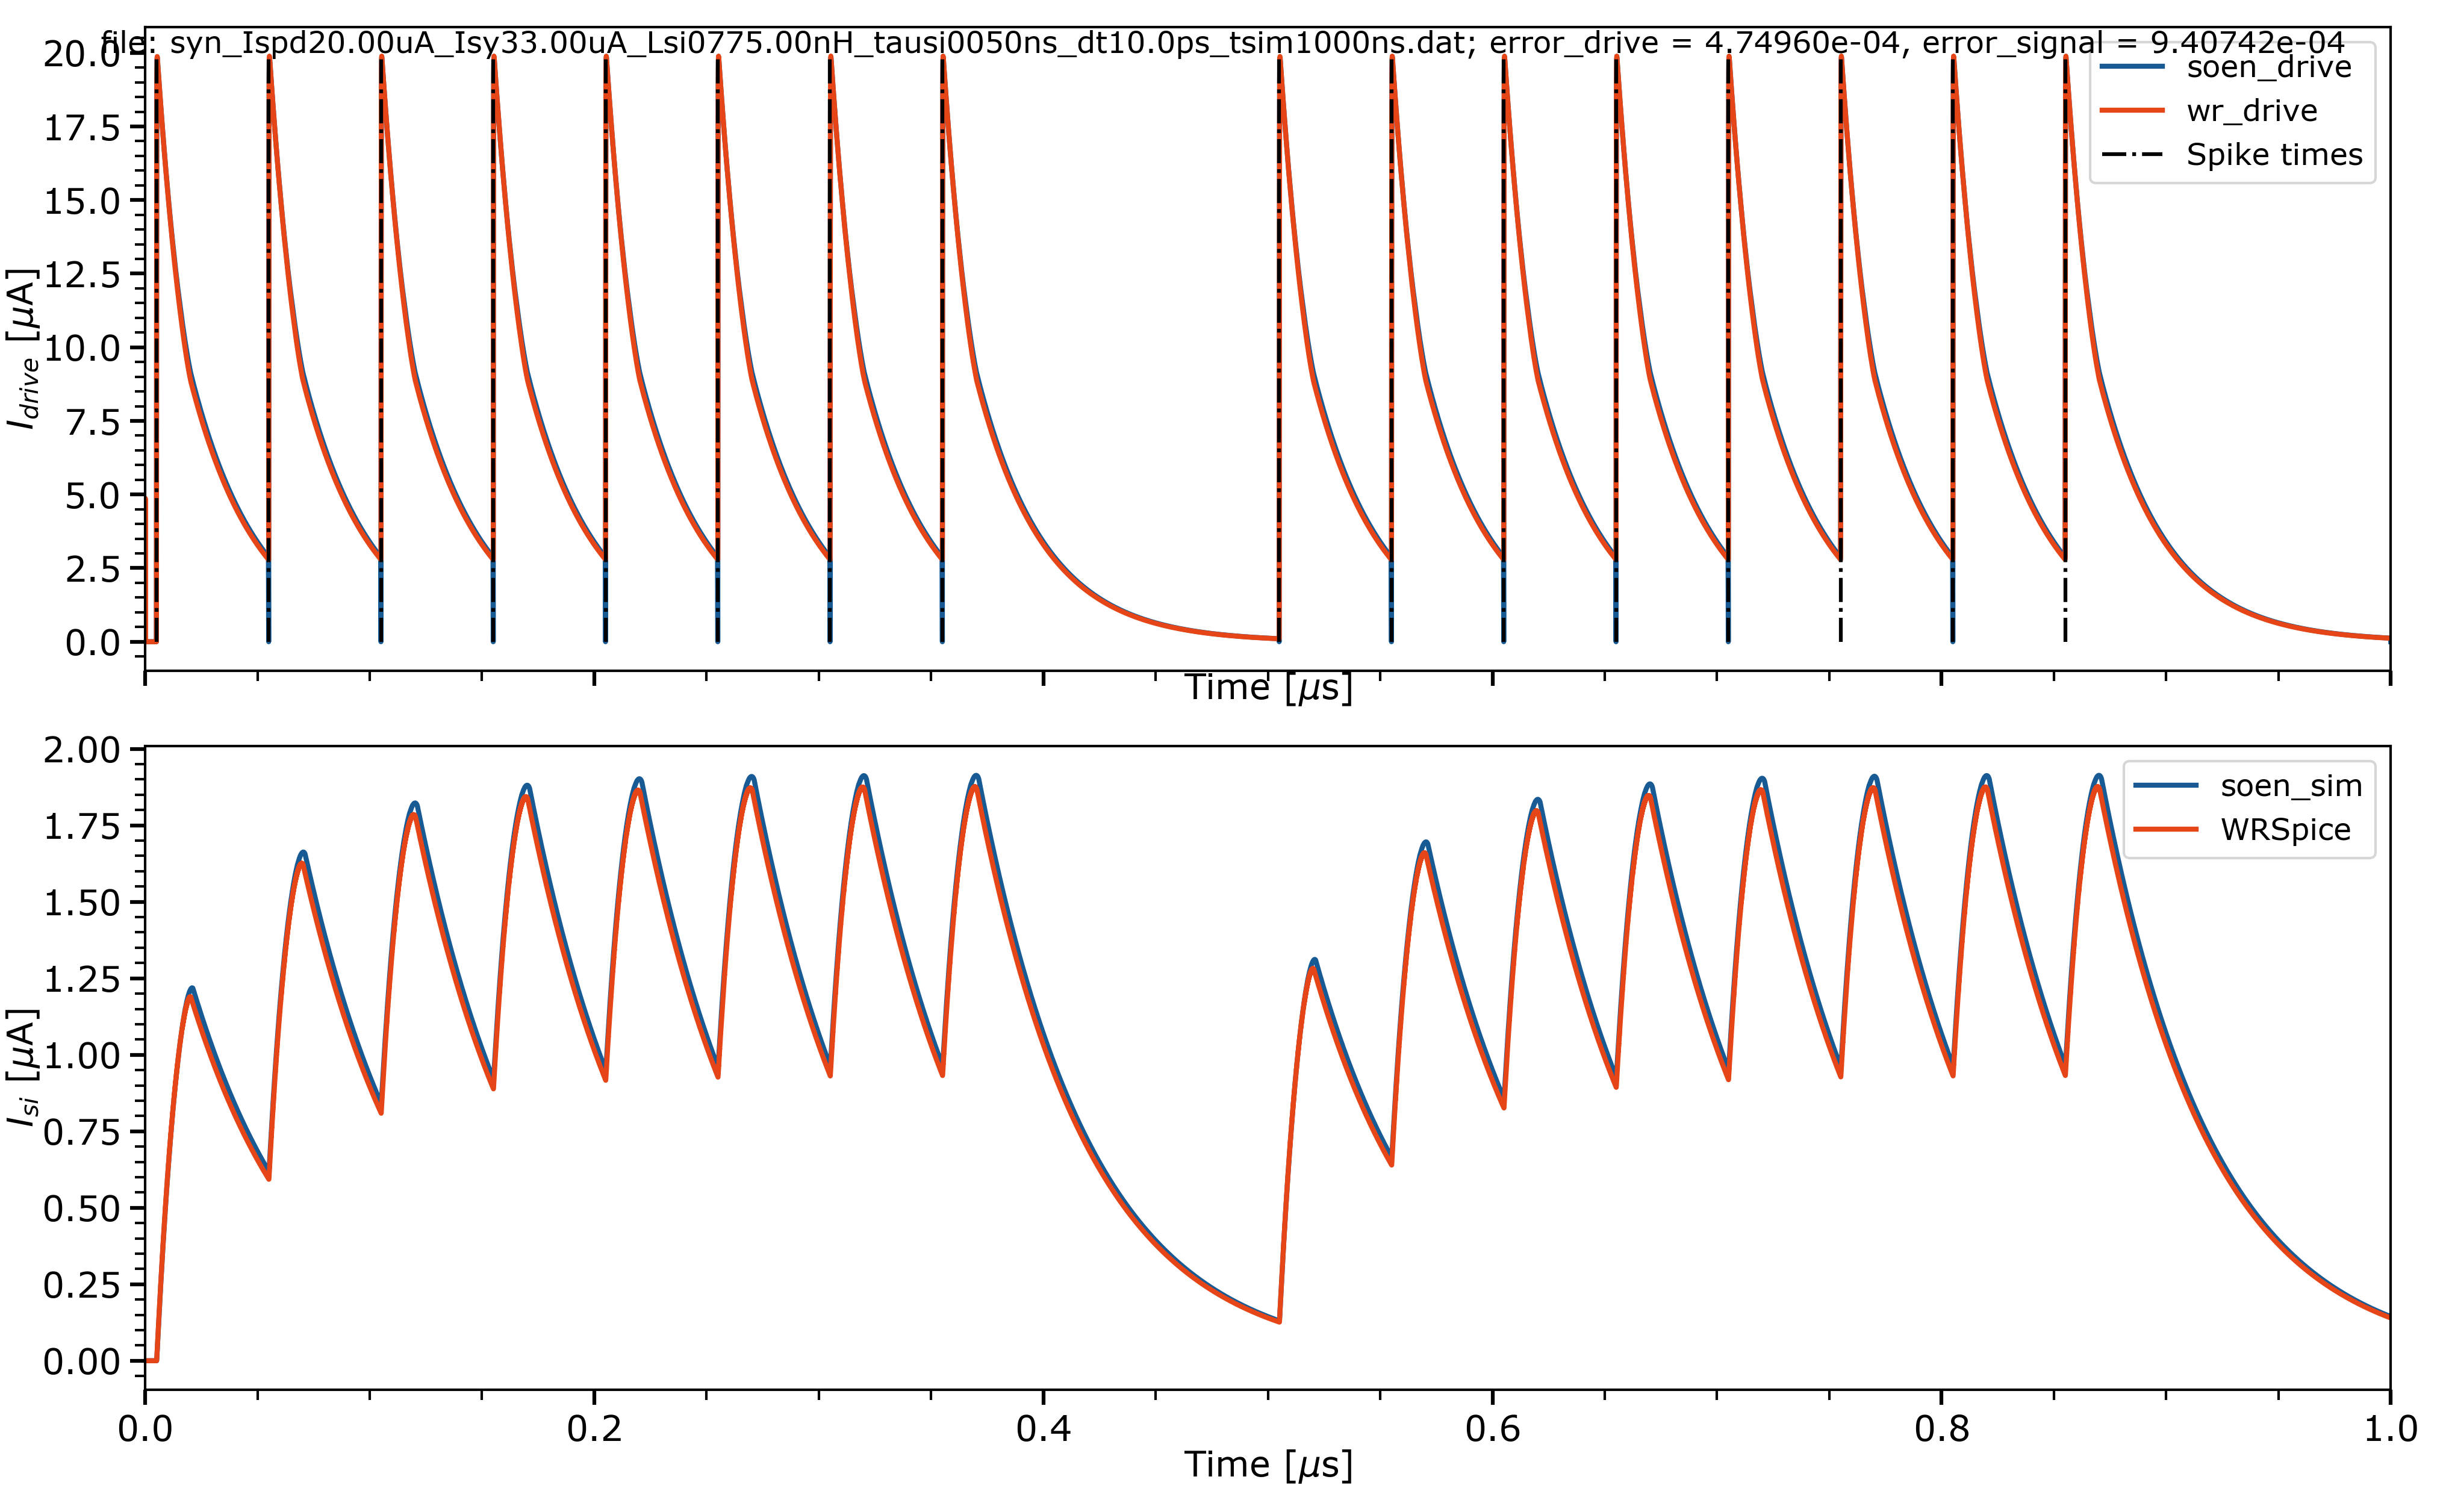 file: syn_Ispd20.00uA_Isy33.00uA_Lsi0775.00nH_tausi0050ns_dt10.0ps_tsim1000ns.dat; error_drive = 4.74960e-04, error_signal = 9.40742e-04
soen_drive
wr_drive
Spike times
20.0
17.5
15.0
12.5
10.0
7.5
5.0
2.5
0.0
I_drive [μA]
Time [μs]
soen_sim
WRSpice
2.00
1.75
1.50
1.25
1.00
0.75
0.50
0.25
0.00
I_si [μA]
0.0 0.2 0.4 0.6 0.8 1.0
Time [μs]